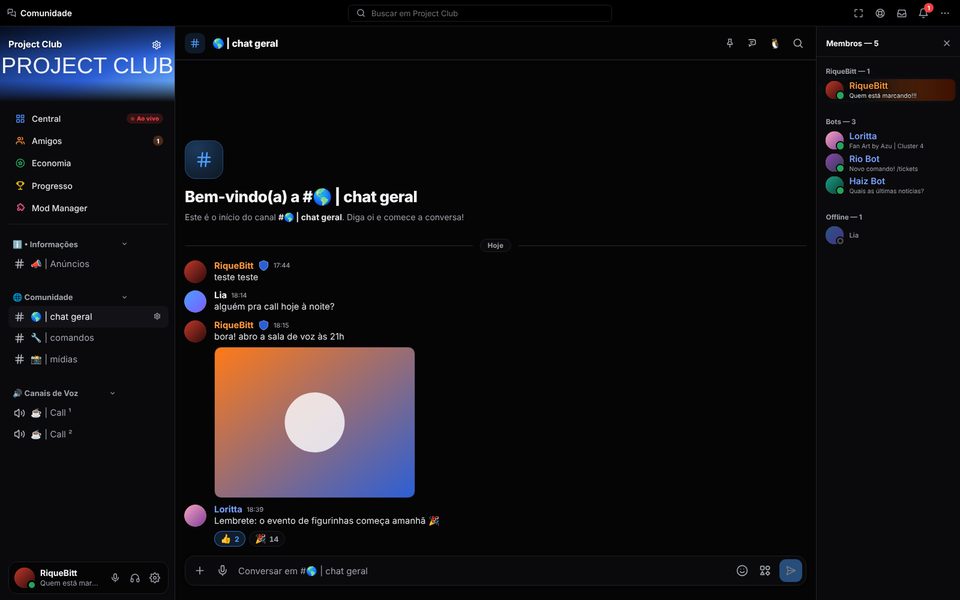 Comunidade
Buscar em Project Club
1
Project Club
PROJECT CLUB
Central
Ao vivo
Amigos
1
Economia
Progresso
Mod Manager
ℹ️ • Informações
# 📣 | Anúncios
🌐 Comunidade
# 🌎 | chat geral
# 🔧 | comandos
# 📸 | mídias
🔊 Canais de Voz
☕ | Call ¹
☕ | Call ²
RiqueBitt
Quem está mar...
# 🌎 | chat geral
#
Bem-vindo(a) a #🌎 | chat geral
Este é o início do canal #🌎 | chat geral. Diga oi e comece a conversa!
Hoje
RiqueBitt 17:44
teste teste
Lia 18:14
alguém pra call hoje à noite?
RiqueBitt 18:15
bora! abro a sala de voz às 21h
Loritta 18:39
Lembrete: o evento de figurinhas começa amanhã 🎉
👍 2 🎉 14
Conversar em #🌎 | chat geral
Membros — 5
RiqueBitt — 1
RiqueBitt
Quem está marcando!!!
Bots — 3
Loritta
Fan Art by Azu | Cluster 4
Rio Bot
Novo comando! /tickets
Haiz Bot
Quais as últimas notícias?
Offline — 1
Lia